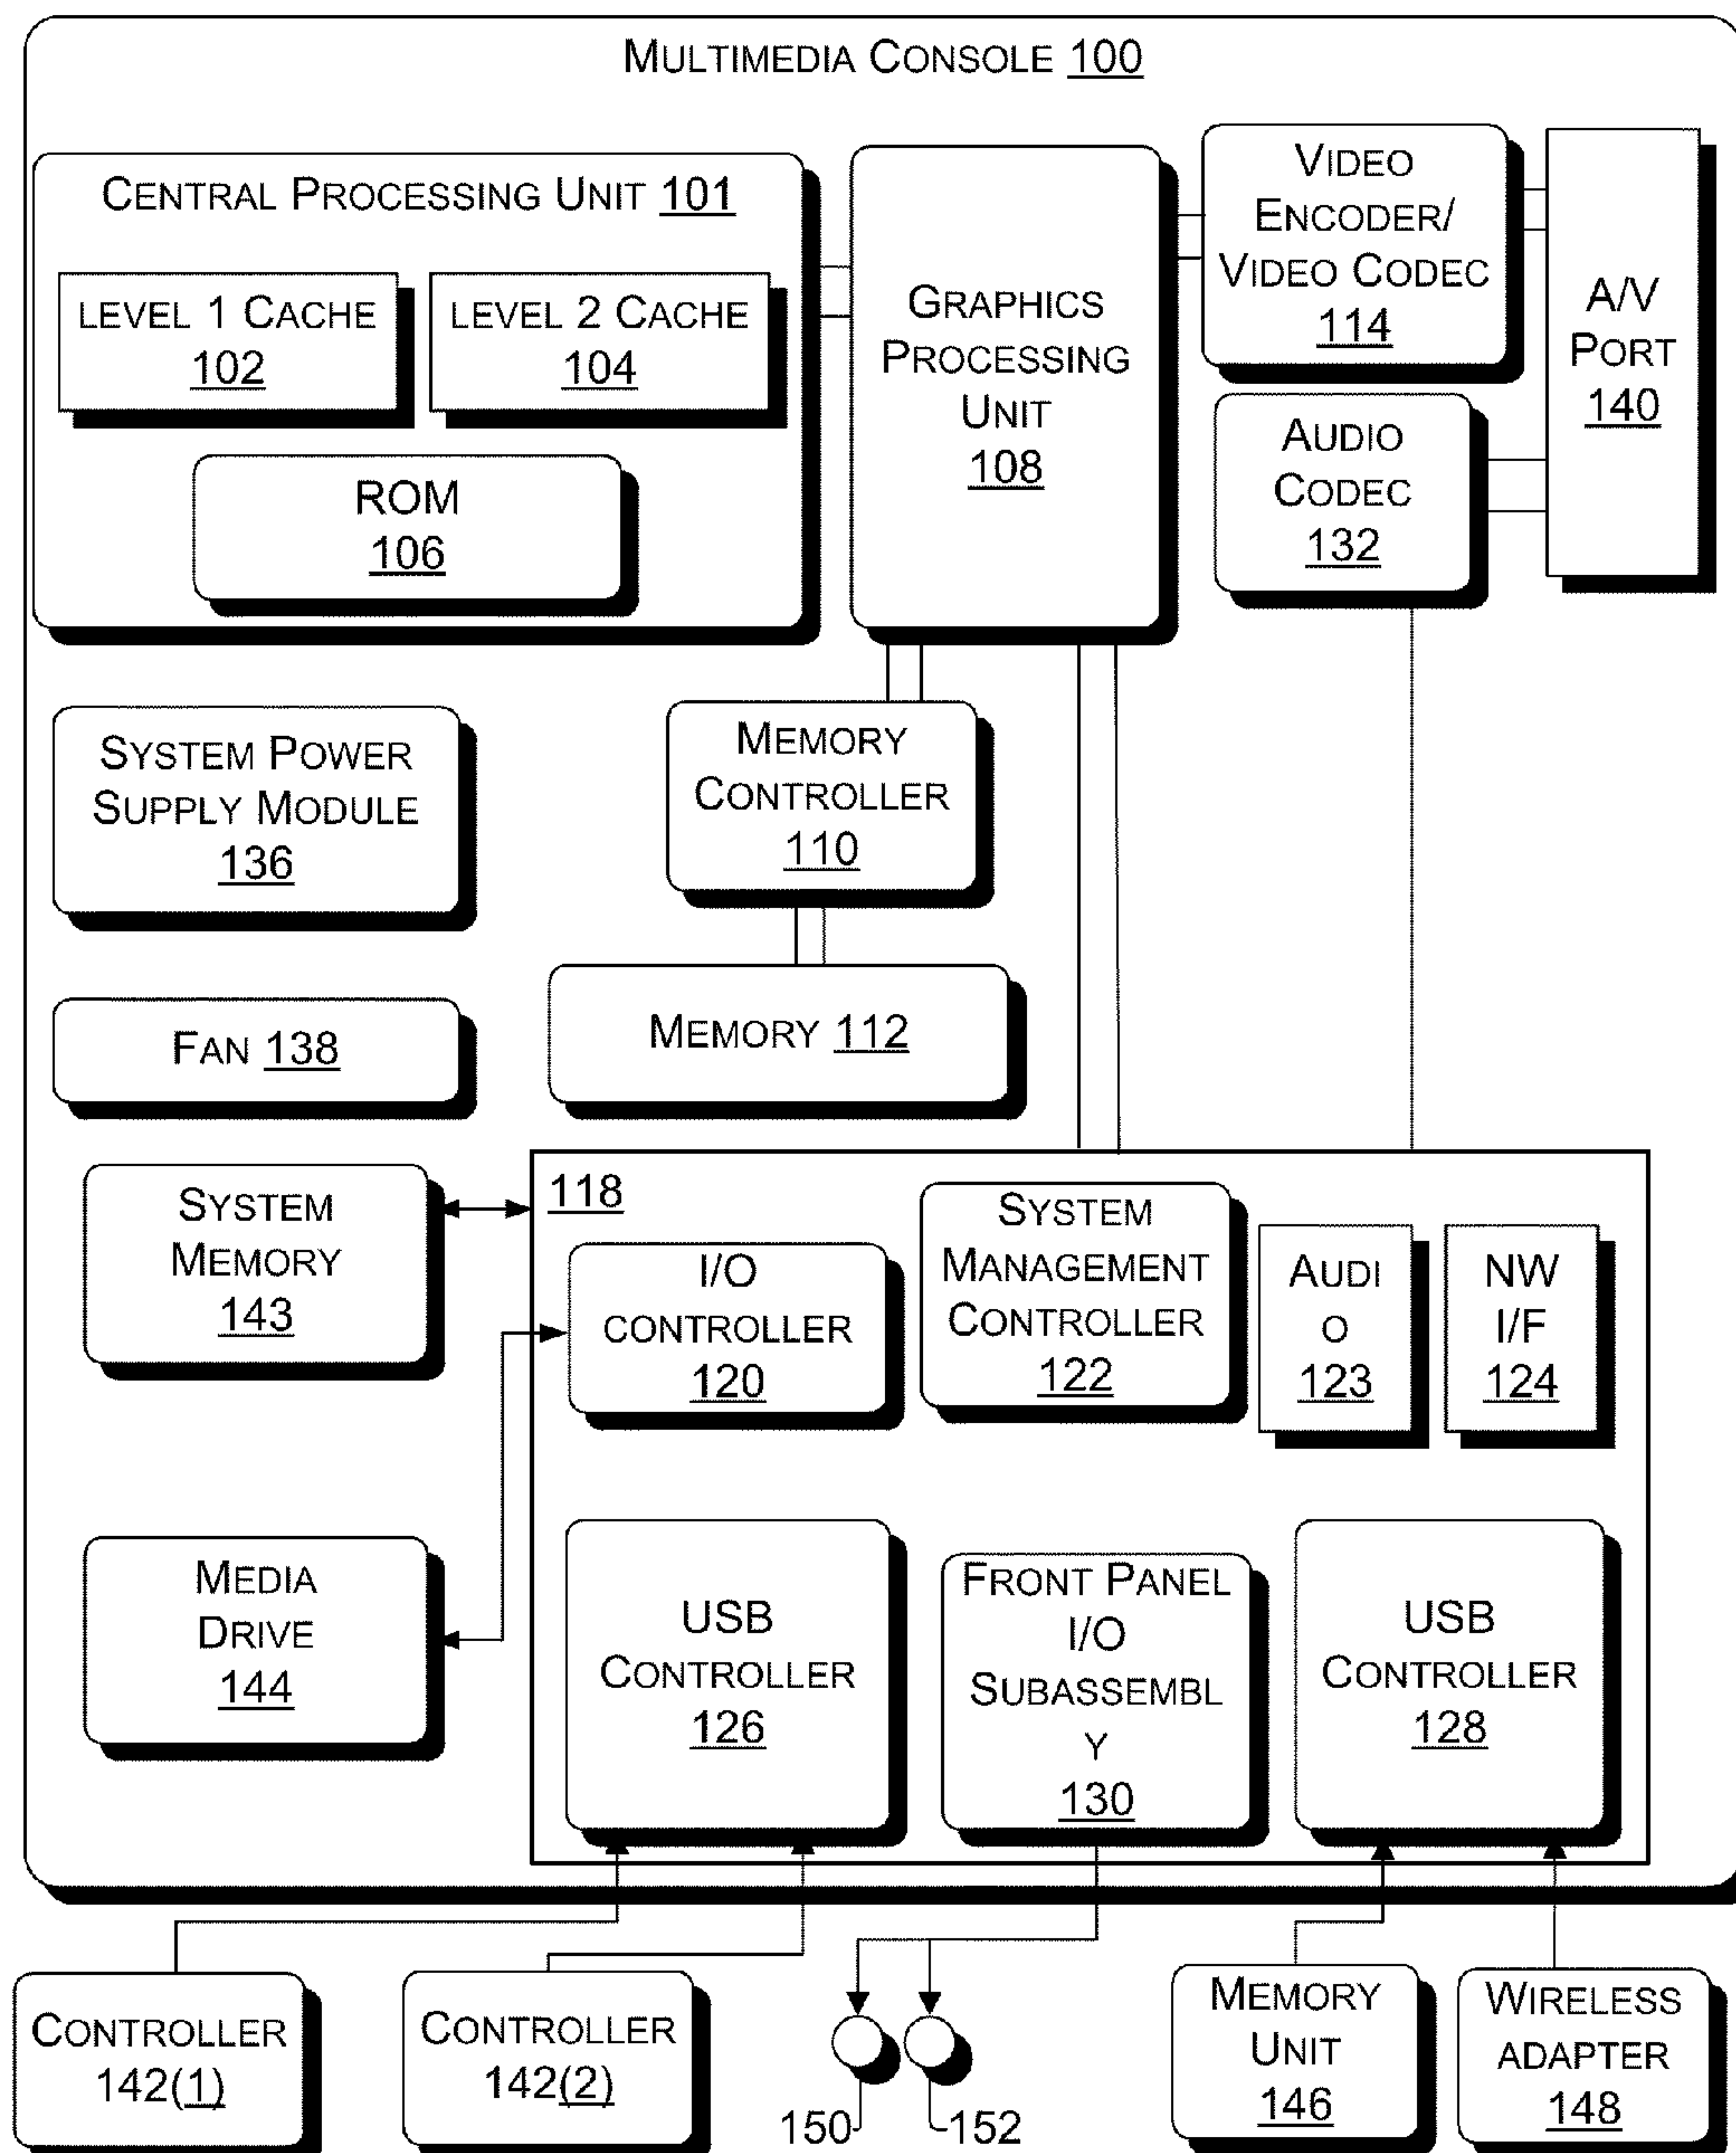 MULTIMEDIA CONSOLE 100
CENTRAL PROCESSING UNIT 101
LEVEL 1 CACHE
102
LEVEL 2 CACHE
104
ROM
106
GRAPHICS
PROCESSING
UNIT
108
VIDEO
ENCODER/
VIDEO CODEC
114
A/V
PORT
140
AUDIO
CODEC
132
SYSTEM POWER
SUPPLY MODULE
136
MEMORY
CONTROLLER
110
FAN 138
MEMORY 112
SYSTEM
MEMORY
143
118
I/O
CONTROLLER
120
SYSTEM
MANAGEMENT
CONTROLLER
122
AUDI
O
123
NW
I/F
124
MEDIA
DRIVE
144
USB
CONTROLLER
126
FRONT PANEL
I/O
SUBASSEMBL
Y
130
USB
CONTROLLER
128
CONTROLLER
142(1)
CONTROLLER
142(2)
150
152
MEMORY
UNIT
146
WIRELESS
ADAPTER
148